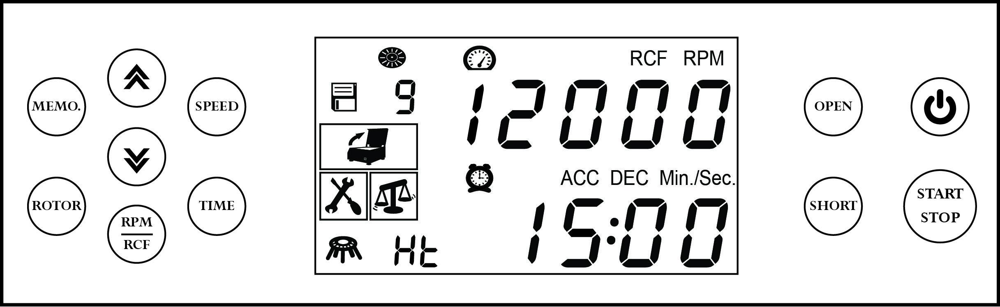 MEMO.
SPEED
ROTOR
RPM
RCF
TIME
RCF RPM
9
12000
ACC DEC Min./Sec.
Ht
15:00
OPEN
SHORT
START
STOP